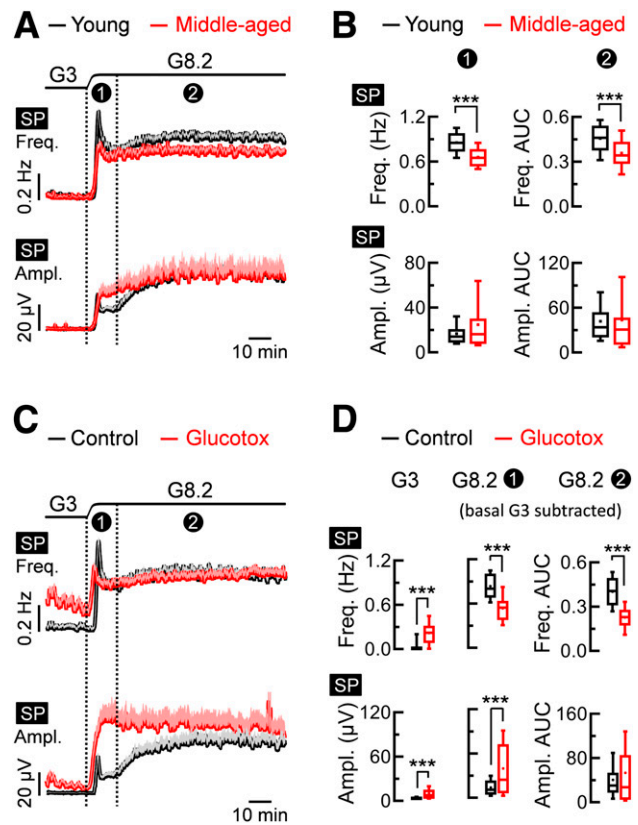 A
Young Middle-aged
G3 G8.2
1 2
SP
Freq.
0.2 Hz
SP
Ampl.
20 µV
10 min
B
Young Middle-aged
1 2
SP
*** ***
Freq. (Hz)
1.2
0.6
0.0
Freq. AUC
0.6
0.3
0.0
SP
Ampl. (µV)
80
40
0
Ampl. AUC
120
60
0
C
Control Glucotox
G3 G8.2
1 2
SP
Freq.
0.2 Hz
SP
Ampl.
20 µV
10 min
D
Control Glucotox
G3 G8.2 1 G8.2 2
(basal G3 subtracted)
SP
*** *** ***
Freq. (Hz)
1.2
0.6
0.0
Freq. AUC
0.6
0.3
0.0
SP
*** ***
Ampl. (µV)
120
60
0
Ampl. AUC
160
80
0